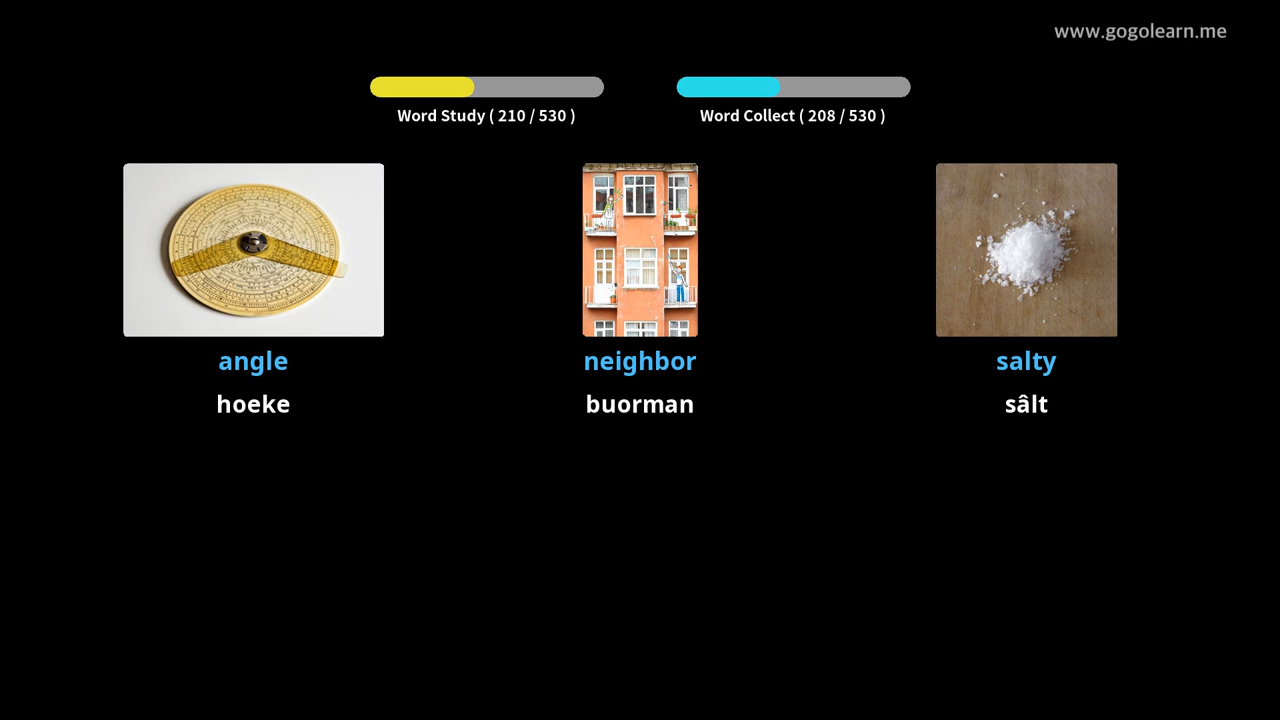 www.gogolearn.me
Word Study ( 210 / 530 )
Word Collect ( 208 / 530 )
angle
neighbor
salty
hoeke
buorman
sâlt